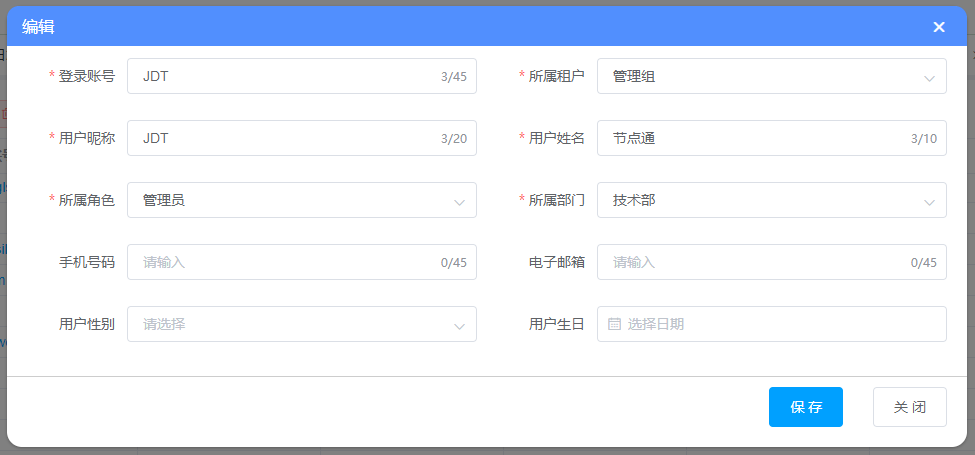 编辑
* 登录账号 JDT 3/45 * 所属租户 管理组
* 用户昵称 JDT 3/20 * 用户姓名 节点通 3/10
* 所属角色 管理员 * 所属部门 技术部
手机号码 请输入 0/45 电子邮箱 请输入 0/45
用户性别 请选择 用户生日 选择日期
保存 关闭